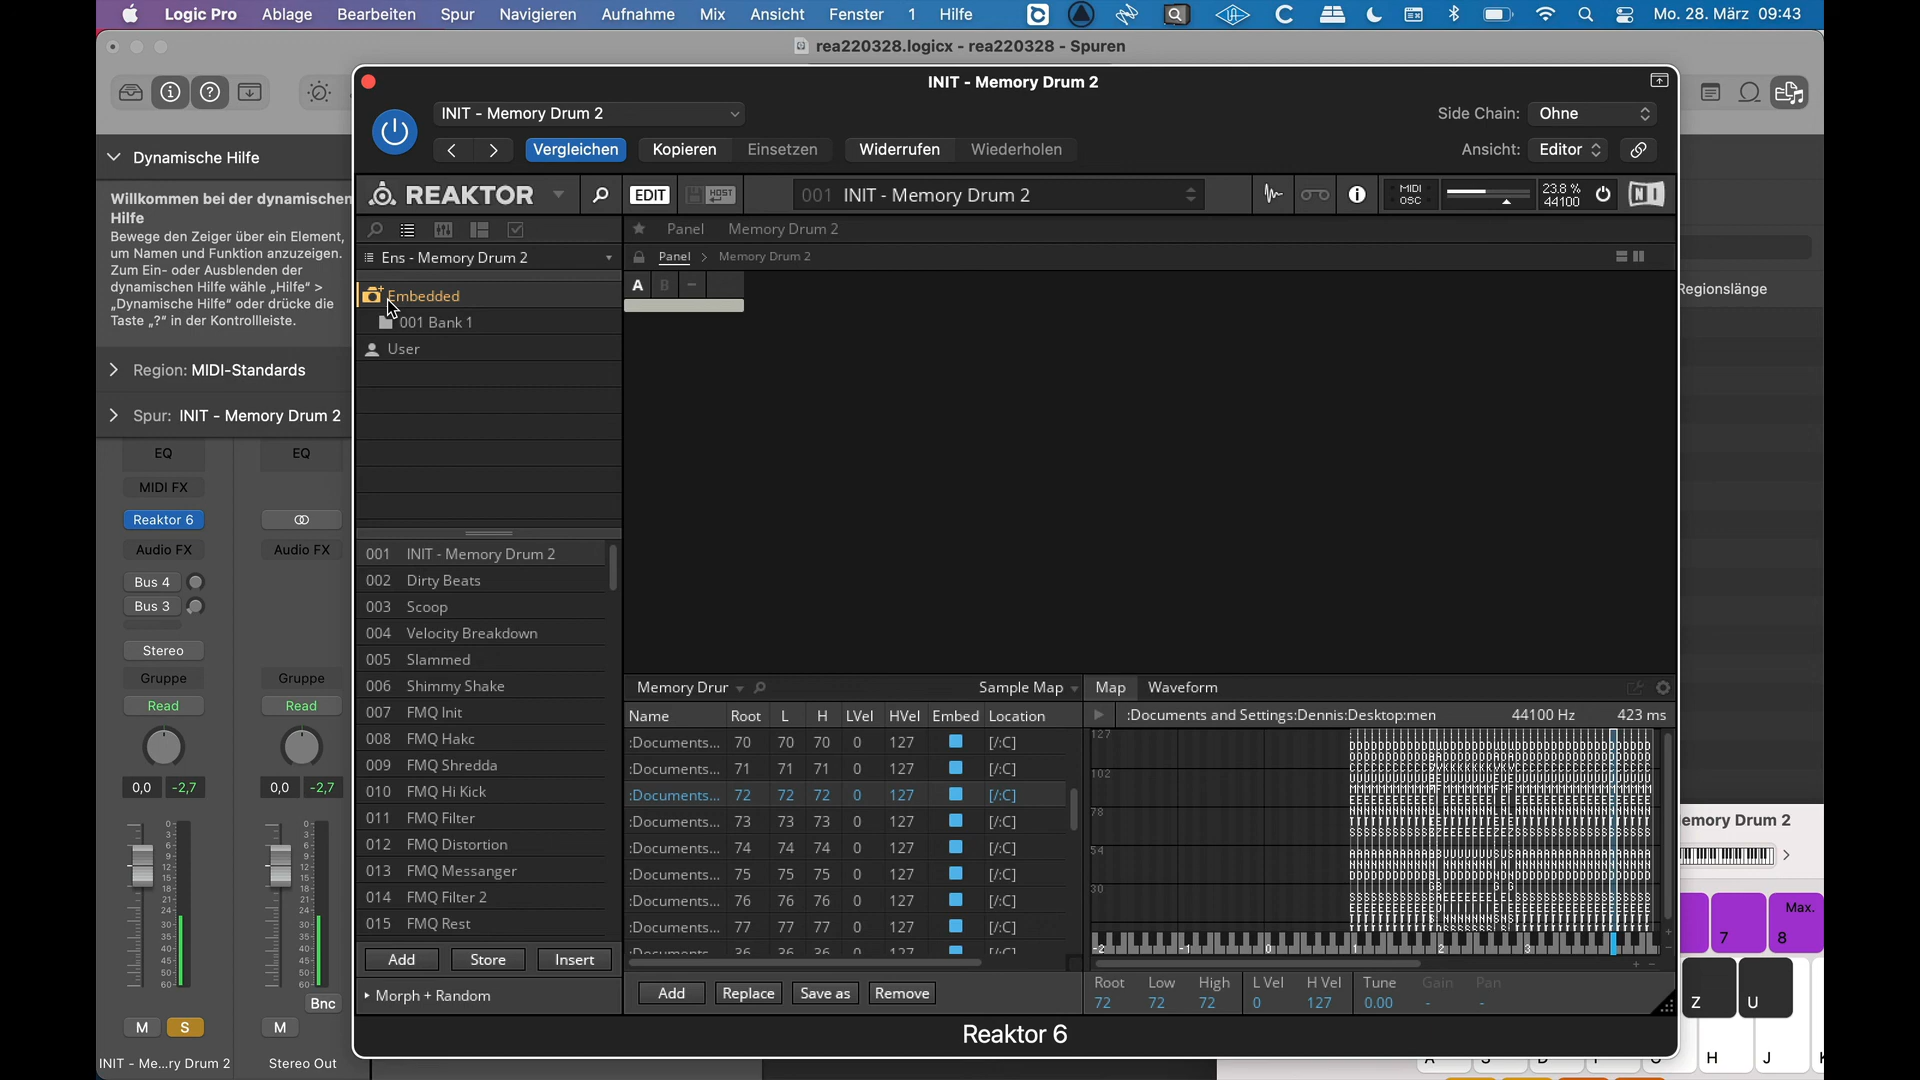 Logic Pro Ablage Bearbeiten Spur Navigieren Aufnahme Mix Ansicht Fenster 1 Hilfe Mo. 28. März 09:43
rea220328.logicx - rea220328 - Spuren
INIT - Memory Drum 2
INIT - Memory Drum 2
Side Chain: Ohne
Vergleichen Kopieren Einsetzen Widerrufen Wiederholen
Ansicht: Editor
Dynamische Hilfe
Willkommen bei der dynamischen
Hilfe
Bewege den Zeiger über ein Element,
um Namen und Funktion anzuzeigen.
Zum Ein- oder Ausblenden der
dynamischen Hilfe wähle „Hilfe" >
„Dynamische Hilfe" oder drücke die
Taste „?" in der Kontrollleiste.
Region: MIDI-Standards
Spur: INIT - Memory Drum 2
REAKTOR EDIT HOST 001 INIT - Memory Drum 2 MIDI OSC 23.8 % 44100 NI
Panel Memory Drum 2
Ens - Memory Drum 2
Panel > Memory Drum 2
A B –
Embedded
001 Bank 1
User
Regionslänge
001 INIT - Memory Drum 2
002 Dirty Beats
003 Scoop
004 Velocity Breakdown
005 Slammed
006 Shimmy Shake
007 FMQ Init
008 FMQ Hakc
009 FMQ Shredda
010 FMQ Hi Kick
011 FMQ Filter
012 FMQ Distortion
013 FMQ Messanger
014 FMQ Filter 2
015 FMQ Rest
Add Store Insert
Morph + Random
Memory Drur Sample Map Map Waveform
Name Root L H LVel HVel Embed Location
:Documents and Settings:Dennis:Desktop:men 44100 Hz 423 ms
:Documents... 70 70 70 0 127 [/:C]
:Documents... 71 71 71 0 127 [/:C]
:Documents... 72 72 72 0 127 [/:C]
:Documents... 73 73 73 0 127 [/:C]
:Documents... 74 74 74 0 127 [/:C]
:Documents... 75 75 75 0 127 [/:C]
:Documents... 76 76 76 0 127 [/:C]
:Documents... 77 77 77 0 127 [/:C]
127
102
78
54
30
-2 -1 0 1 2 3
Add Replace Save as Remove
Root Low High L Vel H Vel Tune Gain Pan
72 72 72 0 127 0.00 - -
Reaktor 6
EQ EQ
MIDI FX
Reaktor 6
Audio FX Audio FX
Bus 4
Bus 3
Stereo
Gruppe Gruppe
Read Read
0,0 -2,7 0,0 -2,7
Bnc
M S M
INIT - Me...ry Drum 2 Stereo Out
emory Drum 2
Max.
7 8
Z U
H J